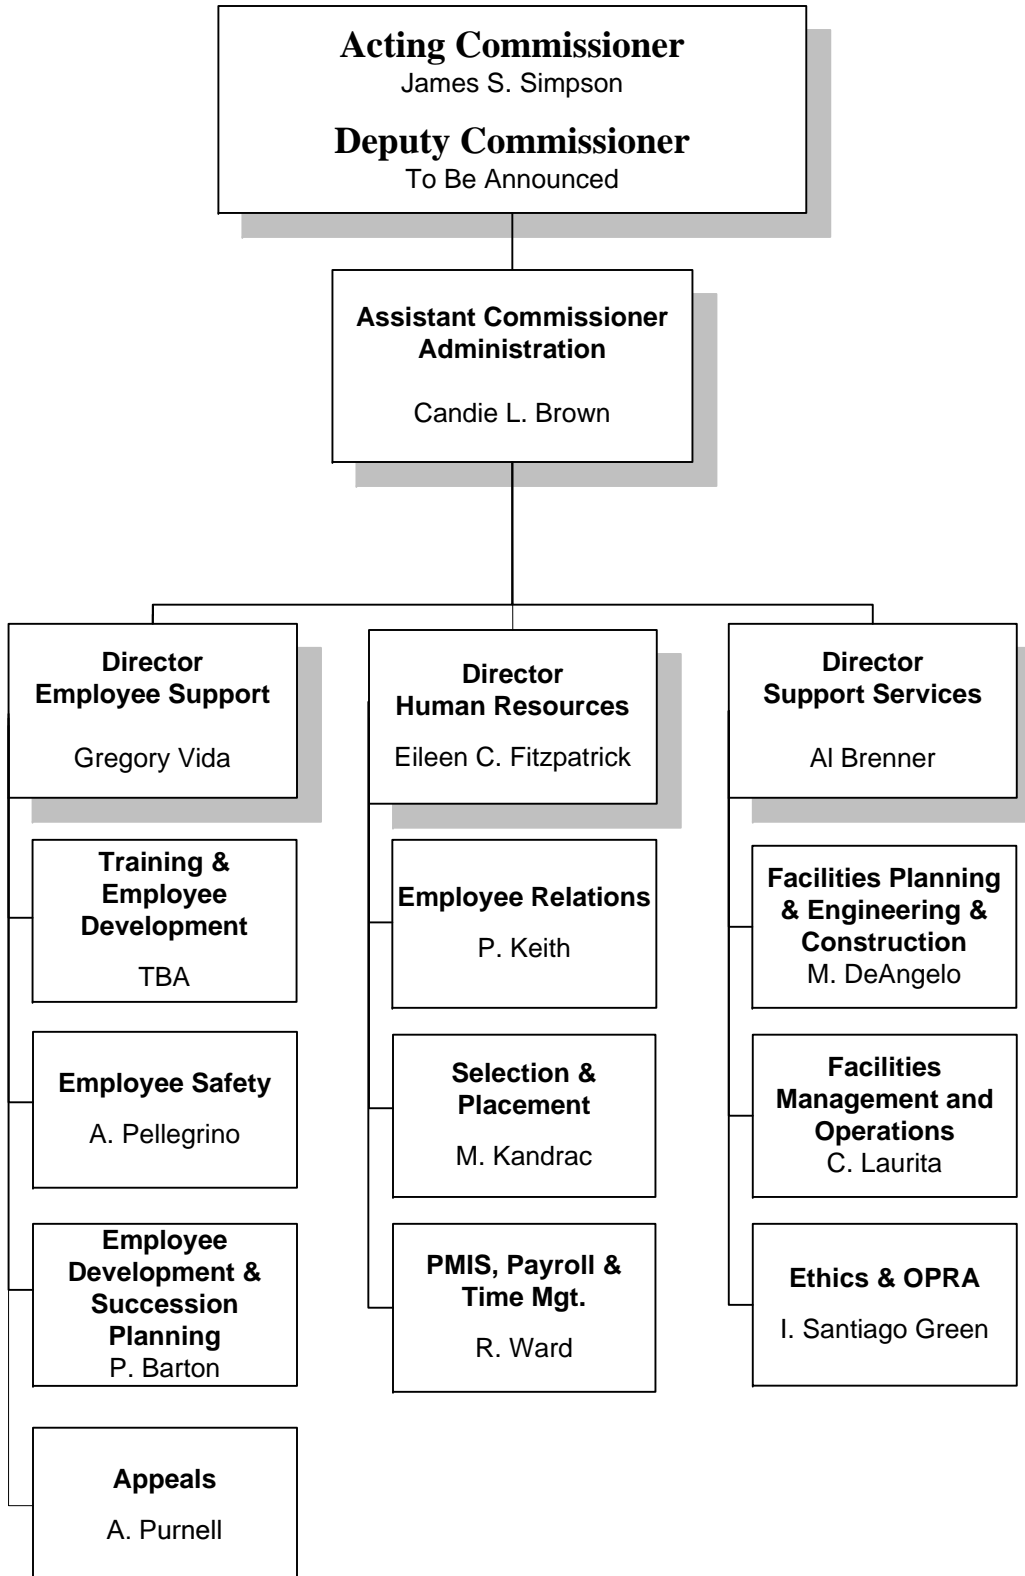 Acting Commissioner
James S. Simpson
Deputy Commissioner
To Be Announced
Assistant Commissioner
Administration
Candie L. Brown
Director
Employee Support
Gregory Vida
Training &
Employee
Development
TBA
Employee Safety
A. Pellegrino
Employee
Development &
Succession
Planning
P. Barton
Appeals
A. Purnell
Director
Human Resources
Eileen C. Fitzpatrick
Employee Relations
P. Keith
Selection &
Placement
M. Kandrac
PMIS, Payroll &
Time Mgt.
R. Ward
Director
Support Services
Al Brenner
Facilities Planning
& Engineering &
Construction
M. DeAngelo
Facilities
Management and
Operations
C. Laurita
Ethics & OPRA
I. Santiago Green